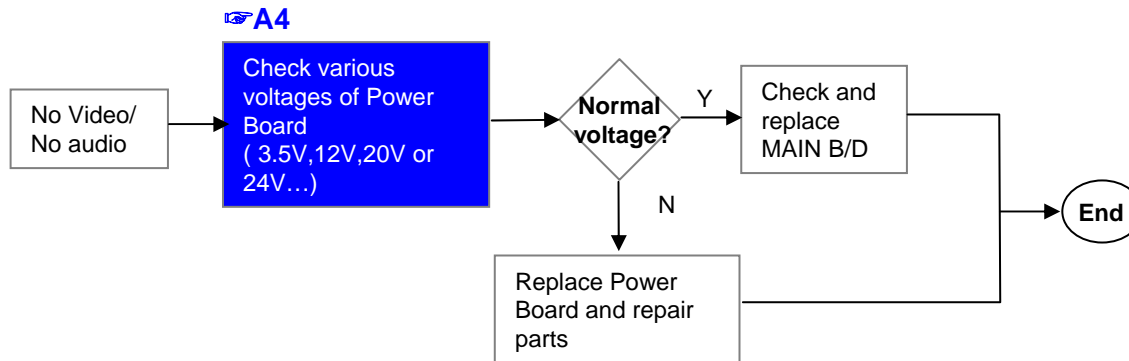 ☞A4
No Video/
No audio
Check various
voltages of Power
Board
( 3.5V,12V,20V or
24V…)
Normal
voltage?
Y
Check and
replace
MAIN B/D
End
N
Replace Power
Board and repair
parts